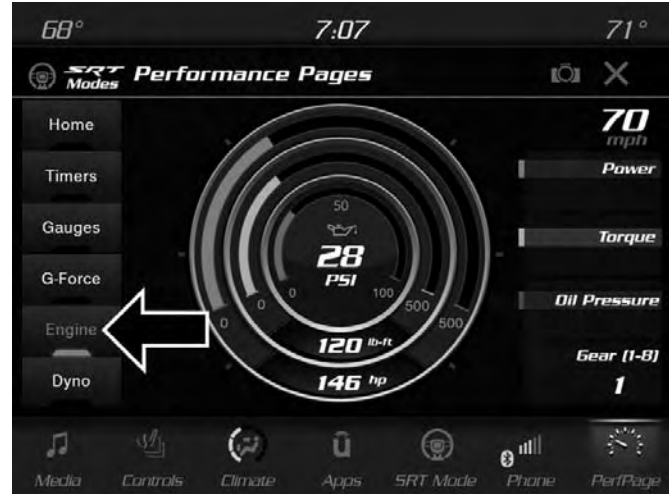 68° 7:07 71°
SRT Modes Performance Pages
Home
Timers
Gauges
G-Force
Engine
Dyno
50
28
PSI
0 100
0 500
0 500
120 lb-ft
146 hp
70
mph
Power
Torque
Oil Pressure
Gear (1-8)
1
Media Controls Climate Apps SRT Mode Phone PerfPage